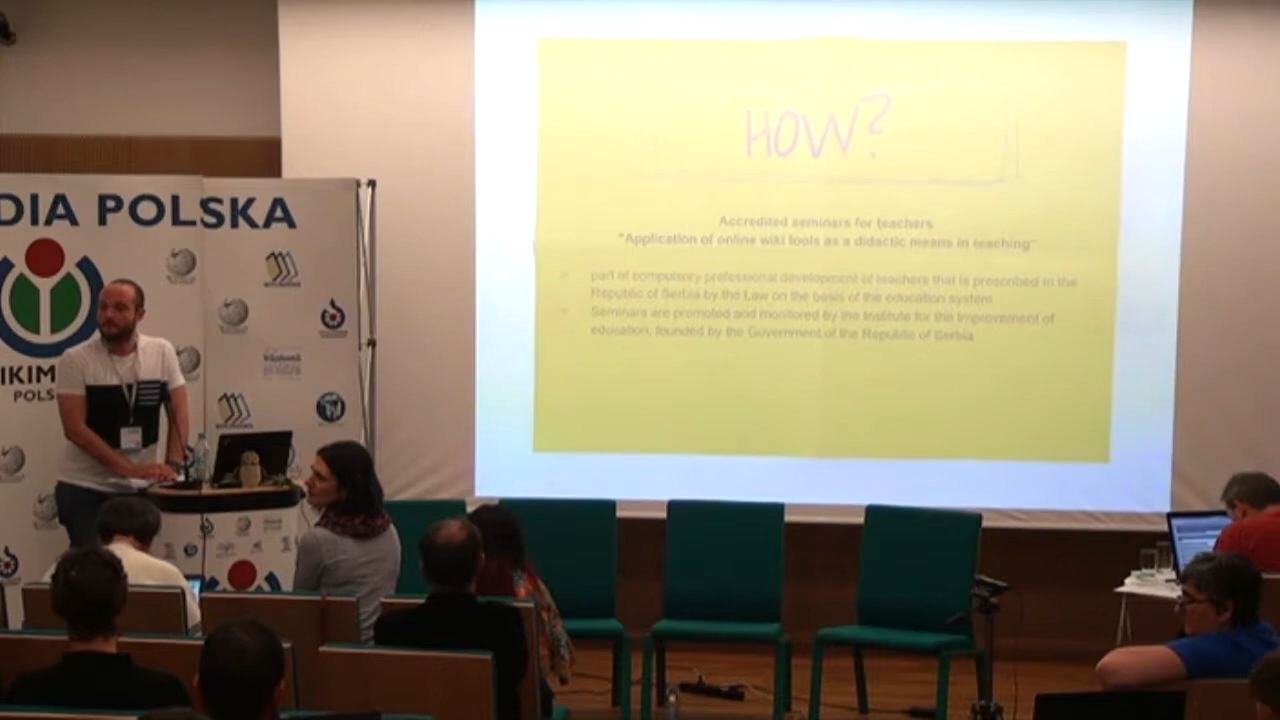 HOW?
Accredited seminars for teachers
"Application of online wiki tools as a didactic means in teaching"
part of compulsory professional development of teachers that is prescribed in the
Republic of Serbia by the Law on the basis of the education system
Seminars are promoted and monitored by the Institute for the Improvement of
education, founded by the Government of the Republic of Serbia
DIA POLSKA
IKIM
POLS